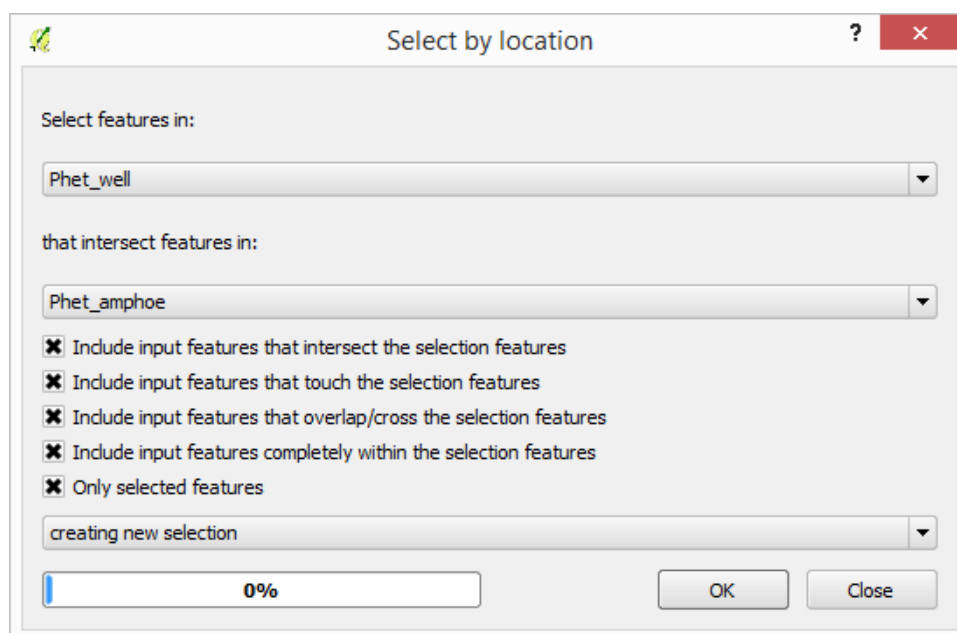 Select by location
?
Select features in:
Phet_well
that intersect features in:
Phet_amphoe
Include input features that intersect the selection features
Include input features that touch the selection features
Include input features that overlap/cross the selection features
Include input features completely within the selection features
Only selected features
creating new selection
0%
OK
Close